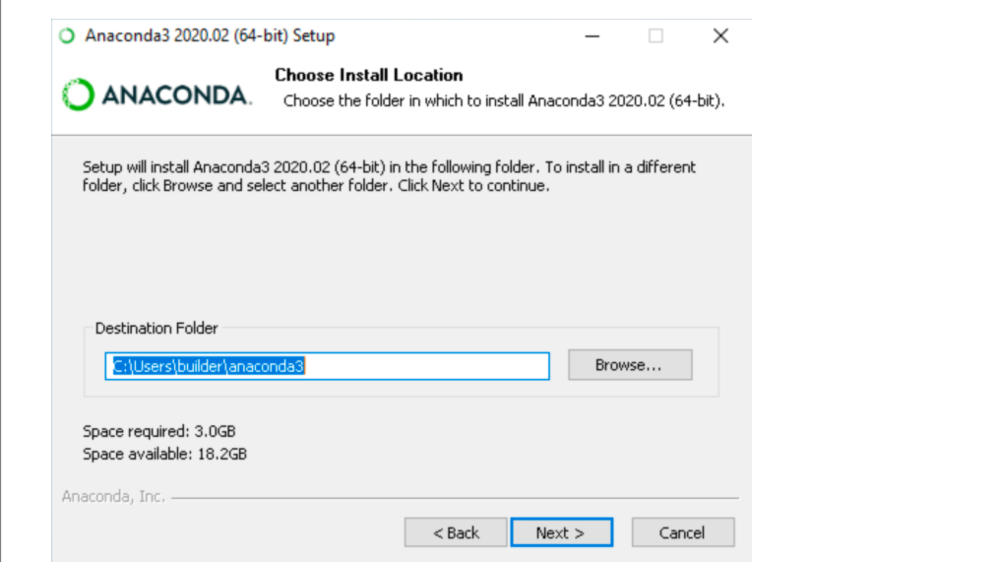 Anaconda3 2020.02 (64-bit) Setup
ANACONDA.
Choose Install Location
Choose the folder in which to install Anaconda3 2020.02 (64-bit).
Setup will install Anaconda3 2020.02 (64-bit) in the following folder. To install in a different
folder, click Browse and select another folder. Click Next to continue.
Destination Folder
C:\Users\builder\anaconda3
Browse...
Space required: 3.0GB
Space available: 18.2GB
Anaconda, Inc.
< Back
Next >
Cancel